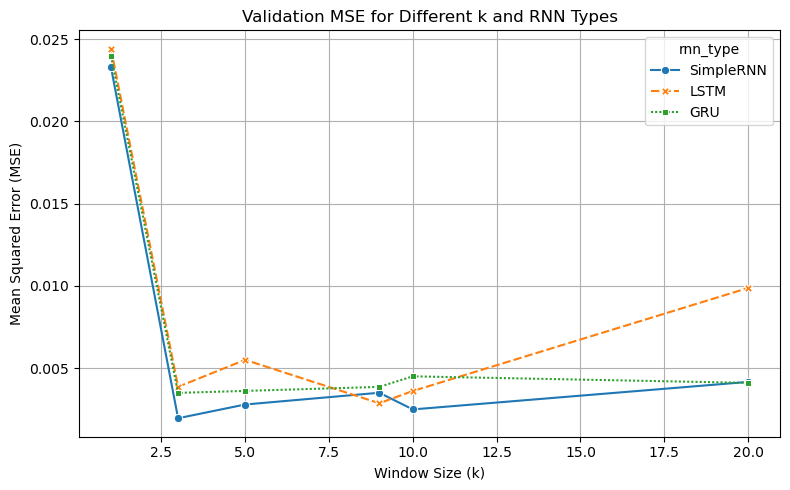 Validation MSE for Different k and RNN Types
Mean Squared Error (MSE)
0.025
0.020
0.015
0.010
0.005
rnn_type
SimpleRNN
LSTM
GRU
2.5 5.0 7.5 10.0 12.5 15.0 17.5 20.0
Window Size (k)